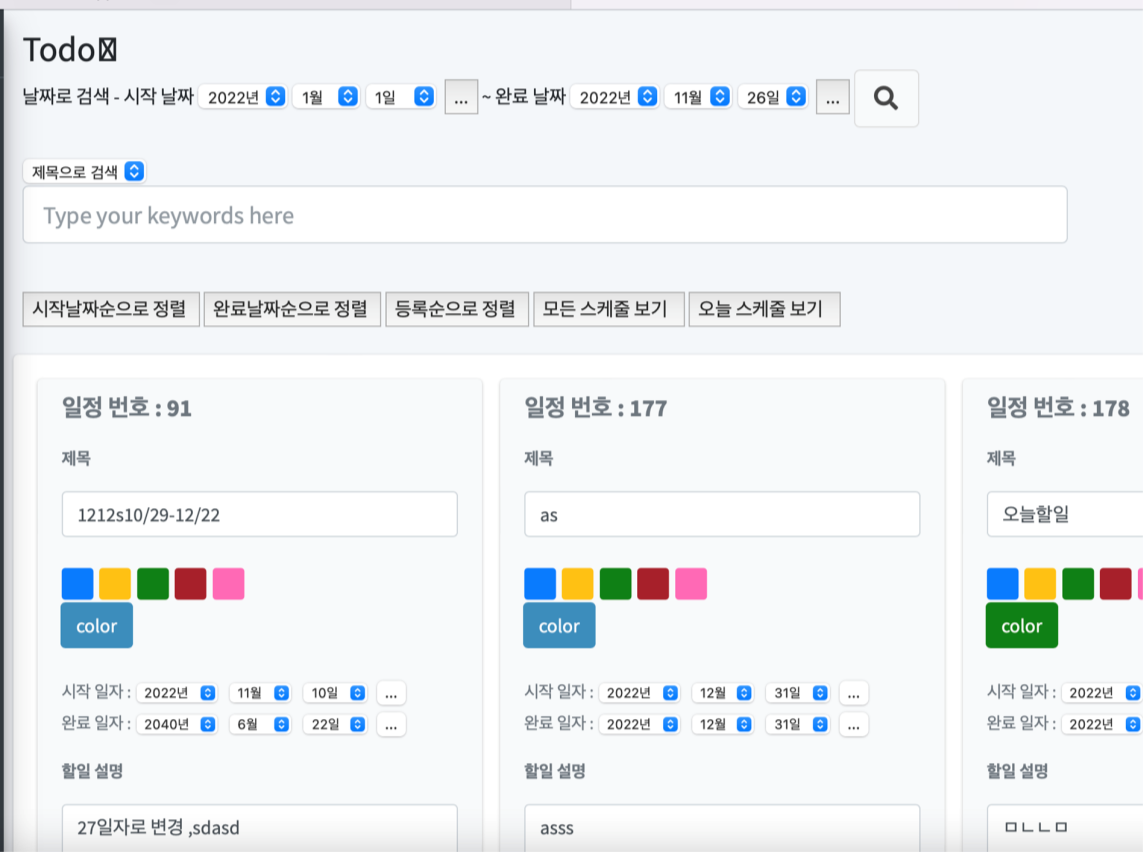 Todo
날짜로 검색 - 시작 날짜 2022년 1월 1일 ... ~ 완료 날짜 2022년 11월 26일 ...
제목으로 검색
Type your keywords here
시작날짜순으로 정렬 완료날짜순으로 정렬 등록순으로 정렬 모든 스케줄 보기 오늘 스케줄 보기
일정 번호 : 91
제목
1212s10/29-12/22
color
시작 일자 : 2022년 11월 10일 ...
완료 일자 : 2040년 6월 22일 ...
할일 설명
27일자로 변경 ,sdasd
일정 번호 : 177
제목
as
color
시작 일자 : 2022년 12월 31일 ...
완료 일자 : 2022년 12월 31일 ...
할일 설명
asss
일정 번호 : 178
제목
오늘할일
color
시작 일자 : 2022년
완료 일자 : 2022년
할일 설명
ㅁㄴㄴㅁ